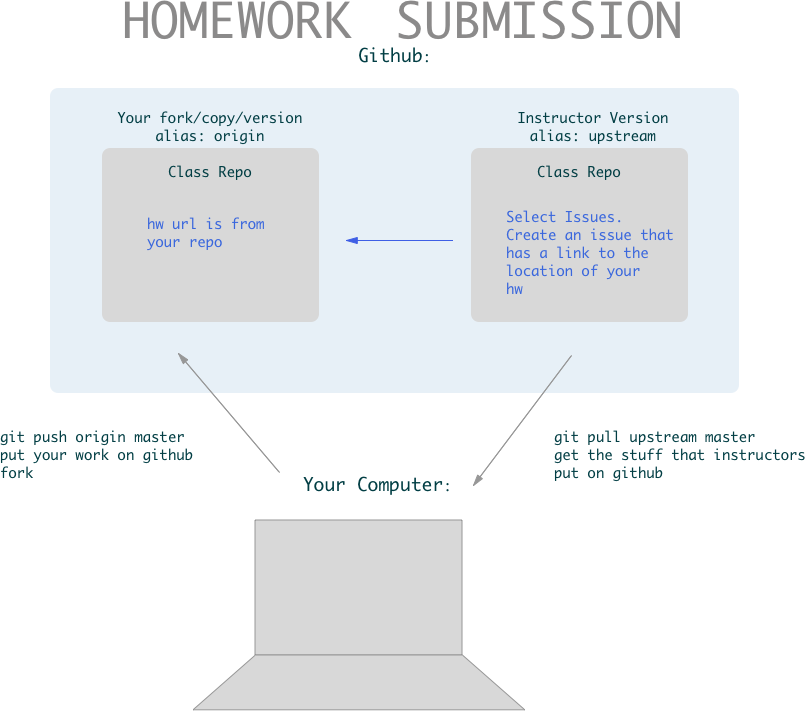 HOMEWORK SUBMISSION
Github:
Your fork/copy/version
alias: origin
Class Repo
hw url is from
your repo
Instructor Version
alias: upstream
Class Repo
Select Issues.
Create an issue that
has a link to the
location of your
hw
git push origin master
put your work on github
fork
git pull upstream master
get the stuff that instructors
put on github
Your Computer: